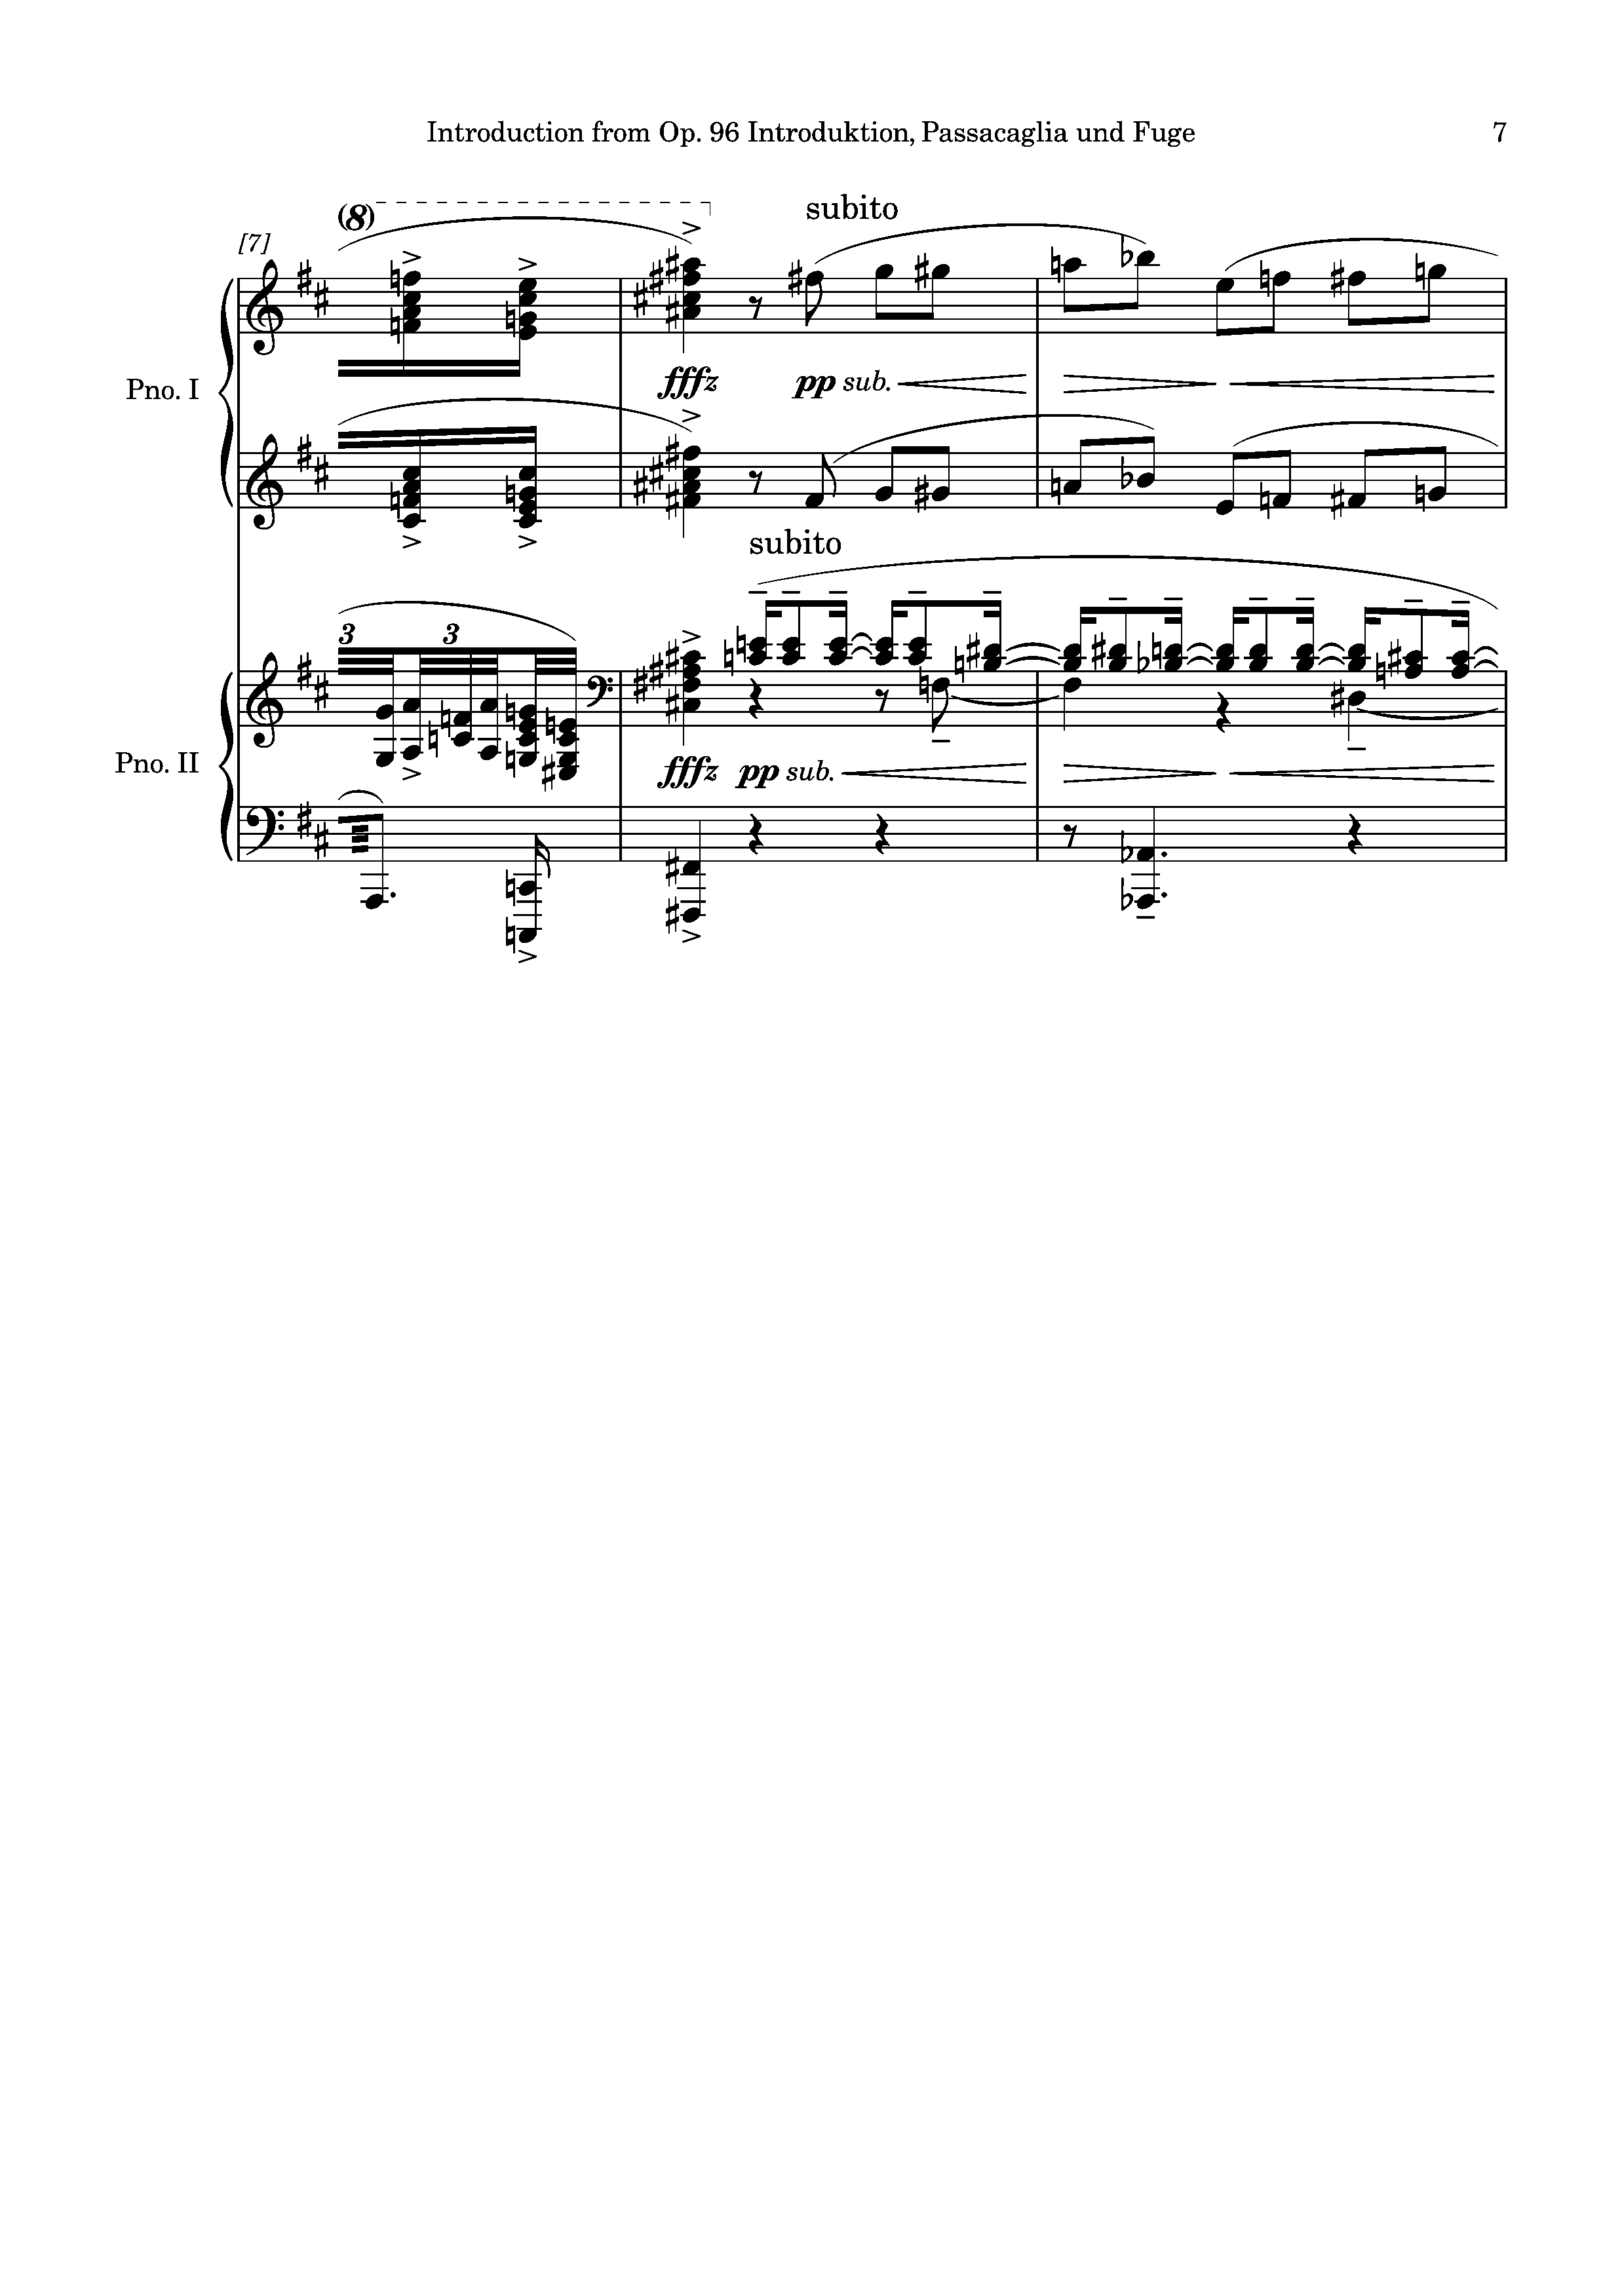 Introduction from Op. 96 Introduktion, Passacaglia und Fuge 7
(8)
subito
[7]
Pno. I
fffz pp sub.
subito
3 3
Pno. II
fffz pp sub.